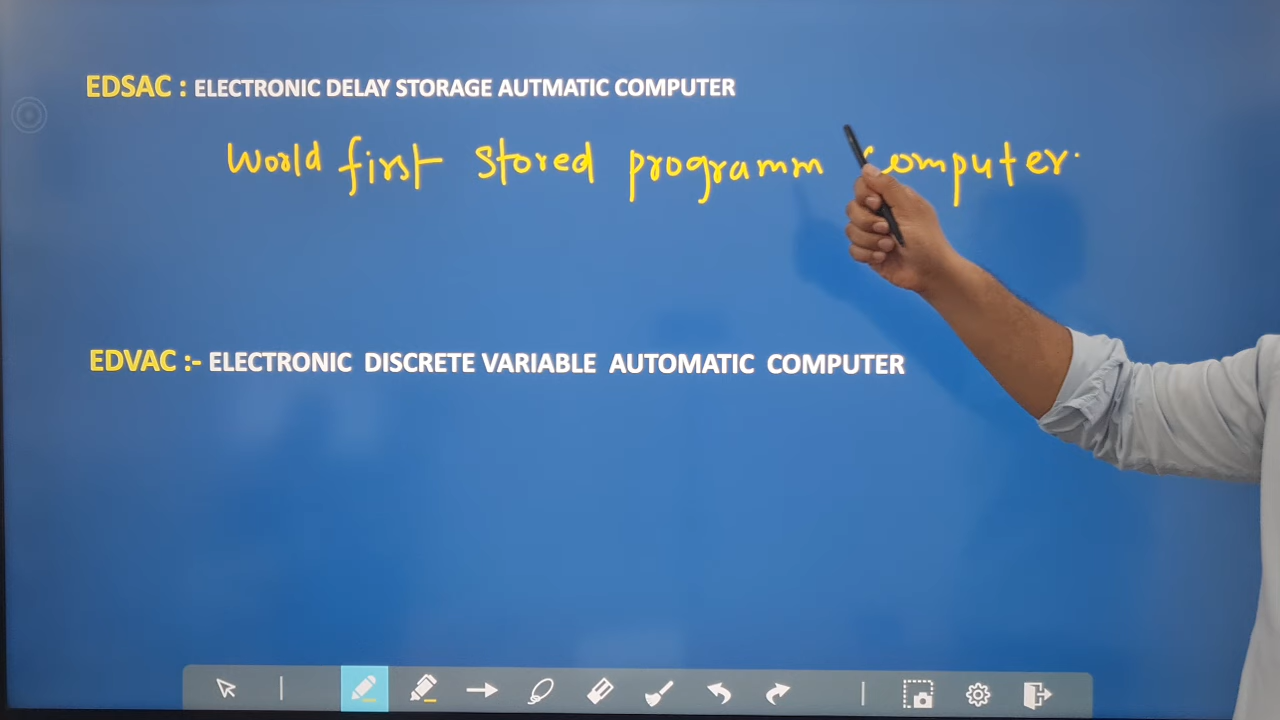 EDSAC : ELECTRONIC DELAY STORAGE AUTMATIC COMPUTER
World first stored programm computer.
EDVAC :- ELECTRONIC DISCRETE VARIABLE AUTOMATIC COMPUTER